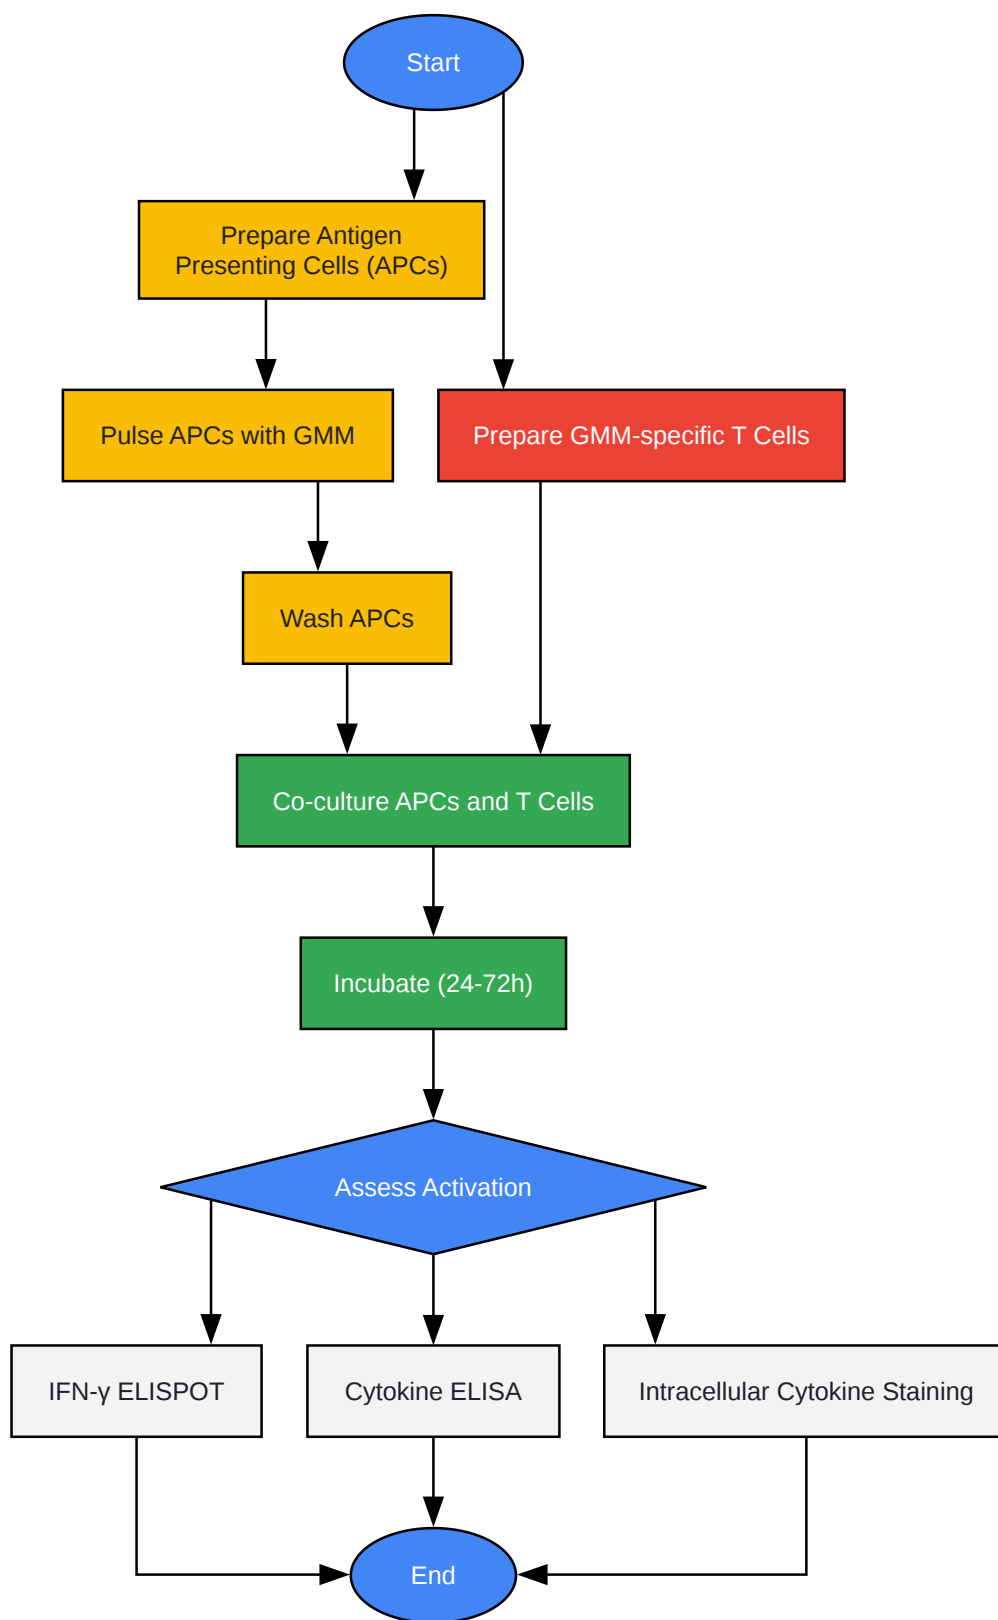 Start
Prepare Antigen
Presenting Cells (APCs)
Pulse APCs with GMM
Prepare GMM-specific T Cells
Wash APCs
Co-culture APCs and T Cells
Incubate (24-72h)
Assess Activation
IFN-γ ELISPOT
Cytokine ELISA
Intracellular Cytokine Staining
End